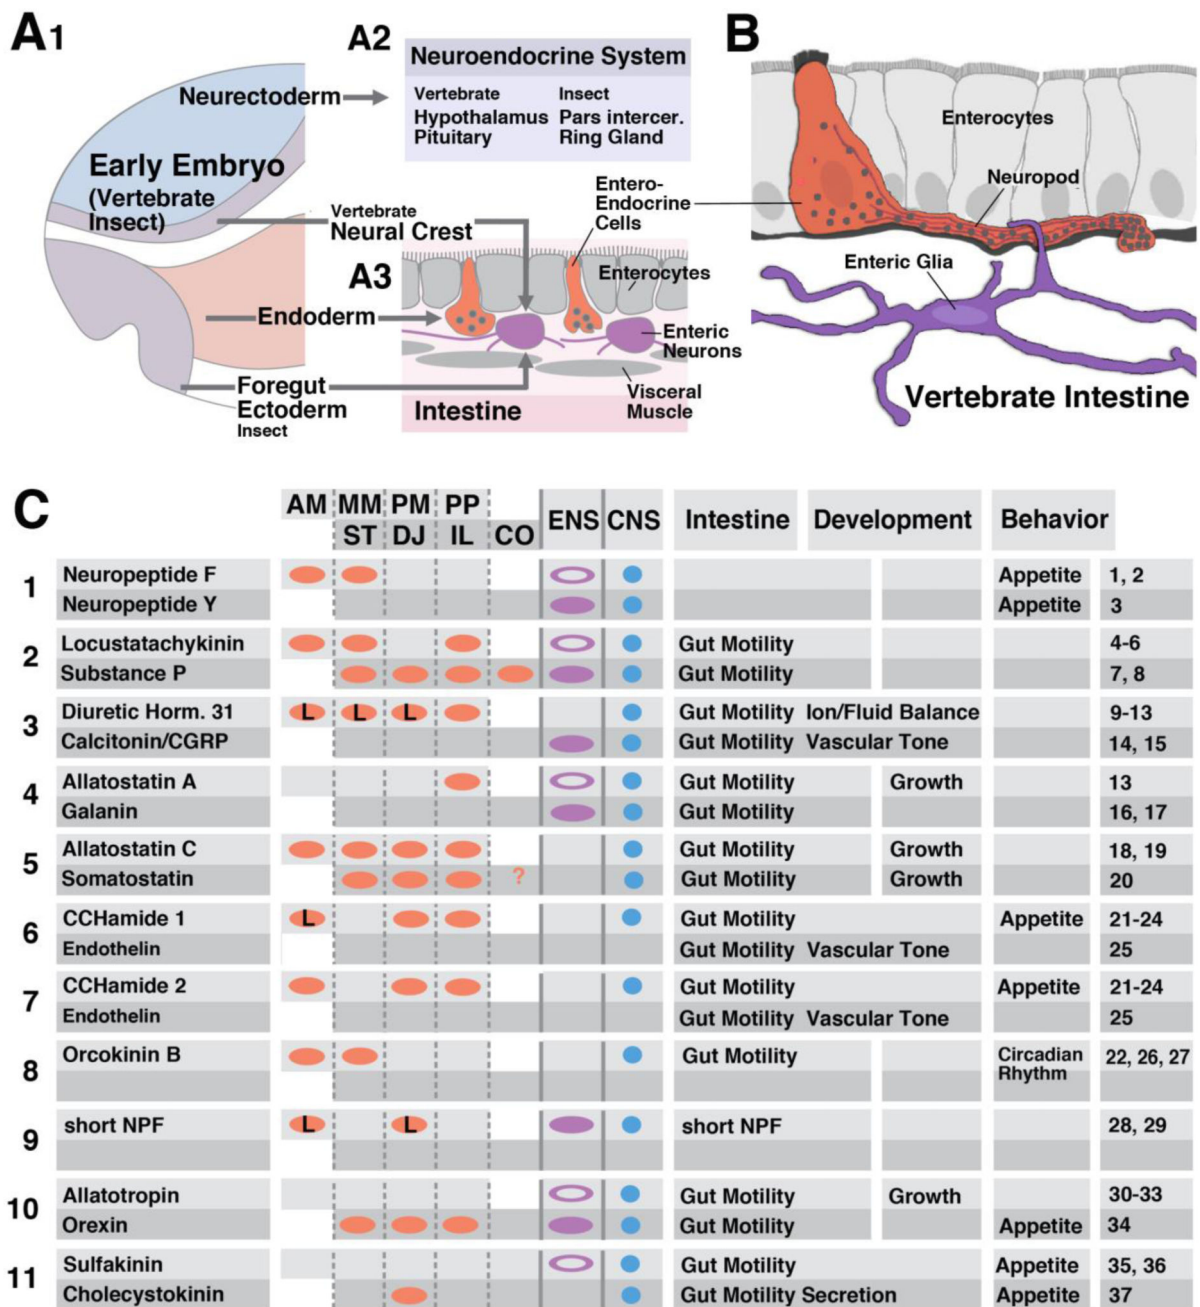 A1
A2
B
Neuroendocrine System
Vertebrate Insect
Hypothalamus Pars intercer.
Pituitary Ring Gland
Neurectoderm
Early Embryo
(Vertebrate
Insect)
Vertebrate
Neural Crest
Entero-
Endocrine
Cells
A3
Enterocytes
Endoderm
Enteric
Neurons
Foregut
Ectoderm
Insect
Visceral
Muscle
Intestine
Enterocytes
Neuropod
Enteric Glia
Vertebrate Intestine
C
AM MM PM PP
ST DJ IL CO ENS CNS Intestine Development Behavior
1
Neuropeptide F Appetite 1, 2
Neuropeptide Y Appetite 3
2
Locustatachykinin Gut Motility 4-6
Substance P Gut Motility 7, 8
3
Diuretic Horm. 31 L L L Gut Motility Ion/Fluid Balance 9-13
Calcitonin/CGRP Gut Motility Vascular Tone 14, 15
4
Allatostatin A Gut Motility Growth 13
Galanin Gut Motility 16, 17
5
Allatostatin C Gut Motility Growth 18, 19
Somatostatin ? Gut Motility Growth 20
6
CCHamide 1 L Gut Motility Appetite 21-24
Endothelin Gut Motility Vascular Tone 25
7
CCHamide 2 Gut Motility Appetite 21-24
Endothelin Gut Motility Vascular Tone 25
8
Orcokinin B Gut Motility Circadian Rhythm 22, 26, 27
9
short NPF L L short NPF 28, 29
10
Allatotropin Gut Motility Growth 30-33
Orexin Gut Motility Appetite 34
11
Sulfakinin Gut Motility Appetite 35, 36
Cholecystokinin Gut Motility Secretion Appetite 37